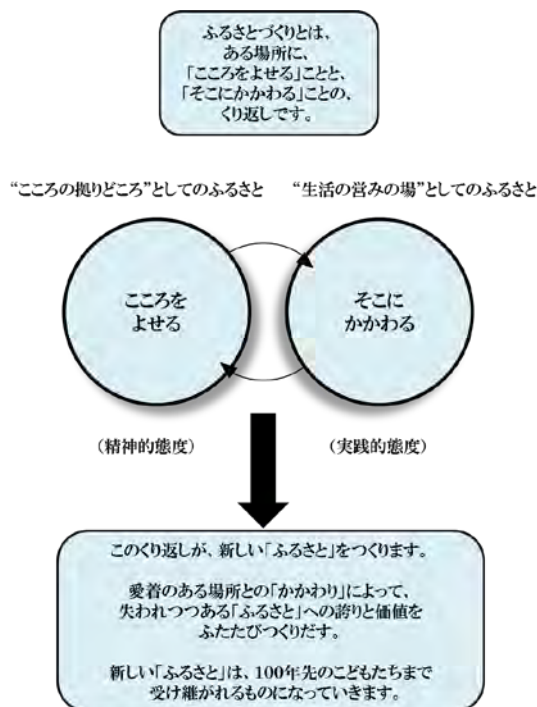 ふるさとづくりとは、
ある場所に、
「こころをよせる」ことと、
「そこにかかわる」ことの、
くり返しです。
“こころの拠りどころ”としてのふるさと
“生活の営みの場”としてのふるさと
こころを
よせる
そこに
かかわる
（精神的態度）
（実践的態度）
このくり返しが、新しい「ふるさと」をつくります。
愛着のある場所との「かかわり」によって、
失われつつある「ふるさと」への誇りと価値を
ふたたびつくりだす。
新しい「ふるさと」は、100年先のこどもたちまで
受け継がれるものになっていきます。